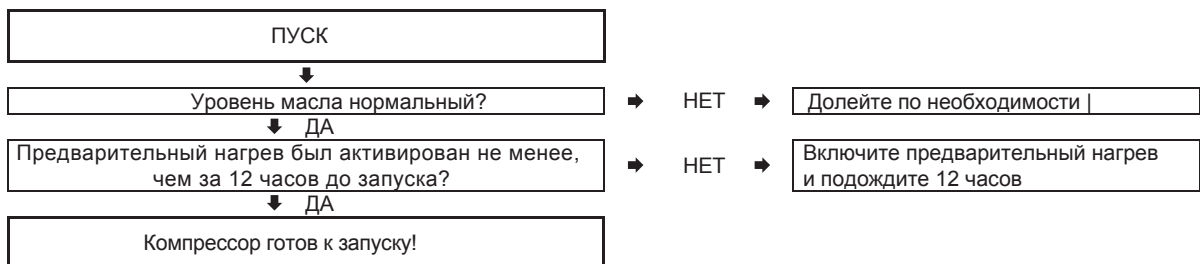 ПУСК
Уровень масла нормальный?
НЕТ
Долейте по необходимости |
ДА
Предварительный нагрев был активирован не менее,
чем за 12 часов до запуска?
НЕТ
Включите предварительный нагрев
и подождите 12 часов
ДА
Компрессор готов к запуску!